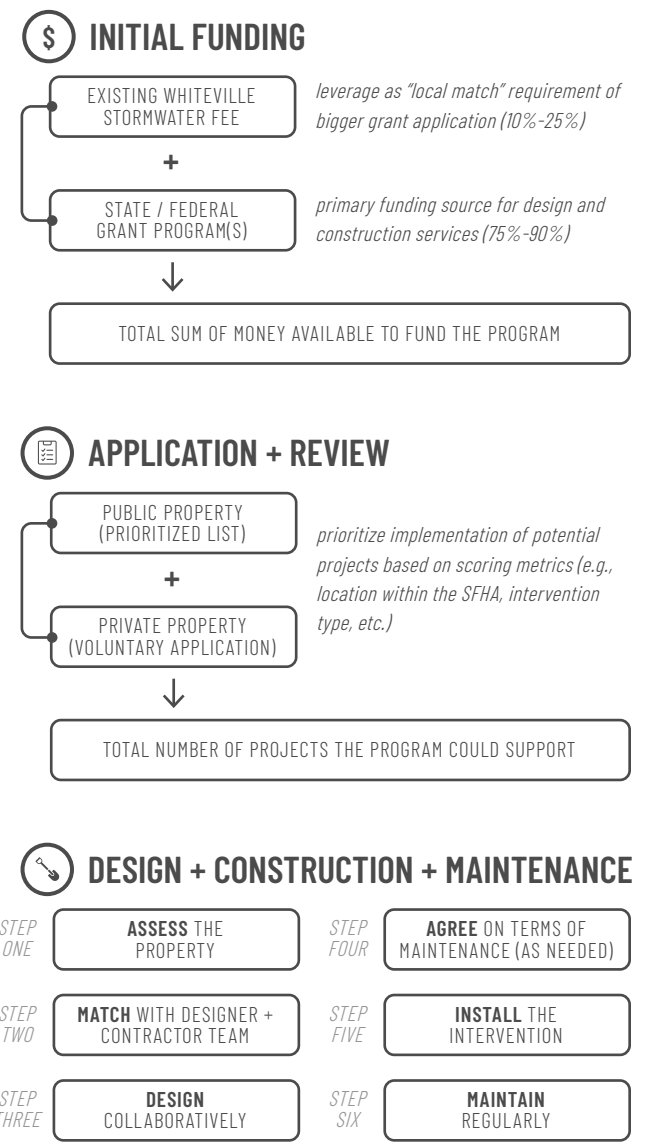 $ INITIAL FUNDING
EXISTING WHITEVILLE
STORMWATER FEE
leverage as "local match" requirement of
bigger grant application (10%-25%)
+
STATE / FEDERAL
GRANT PROGRAM(S)
primary funding source for design and
construction services (75%-90%)
TOTAL SUM OF MONEY AVAILABLE TO FUND THE PROGRAM
APPLICATION + REVIEW
PUBLIC PROPERTY
(PRIORITIZED LIST)
+
PRIVATE PROPERTY
(VOLUNTARY APPLICATION)
prioritize implementation of potential
projects based on scoring metrics (e.g.,
location within the SFHA, intervention
type, etc.)
TOTAL NUMBER OF PROJECTS THE PROGRAM COULD SUPPORT
DESIGN + CONSTRUCTION + MAINTENANCE
STEP
ONE
ASSESS THE
PROPERTY
STEP
TWO
MATCH WITH DESIGNER +
CONTRACTOR TEAM
STEP
THREE
DESIGN
COLLABORATIVELY
STEP
FOUR
AGREE ON TERMS OF
MAINTENANCE (AS NEEDED)
STEP
FIVE
INSTALL THE
INTERVENTION
STEP
SIX
MAINTAIN
REGULARLY